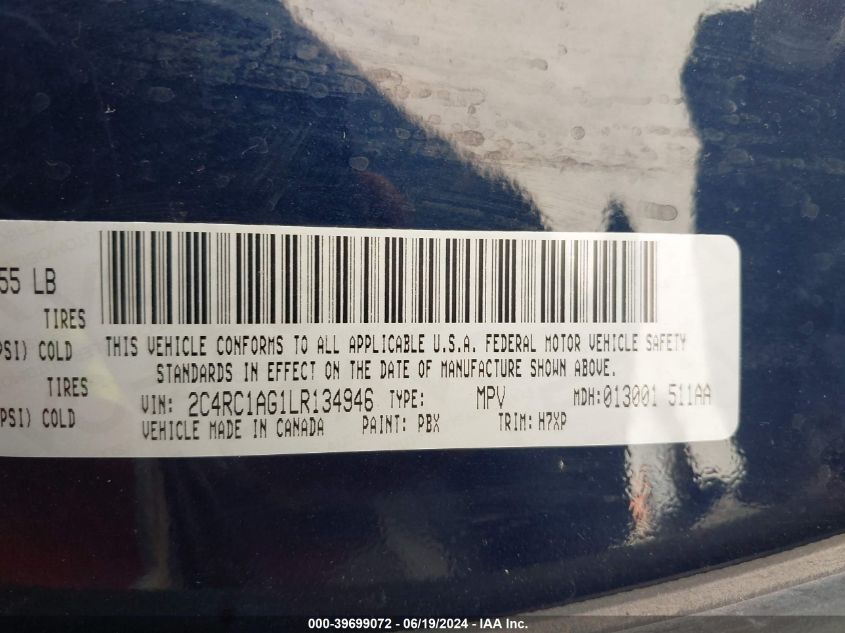 55 LB
TIRES
PSI) COLD
TIRES
PSI) COLD
THIS VEHICLE CONFORMS TO ALL APPLICABLE U.S.A. FEDERAL MOTOR VEHICLE SAFETY
STANDARDS IN EFFECT ON THE DATE OF MANUFACTURE SHOWN ABOVE.
VIN: 2C4RC1AG1LR134946 TYPE: MPV MDH:013001 511AA
VEHICLE MADE IN CANADA PAINT: PBX TRIM: H7XP
000-39699072 - 06/19/2024 - IAA Inc.